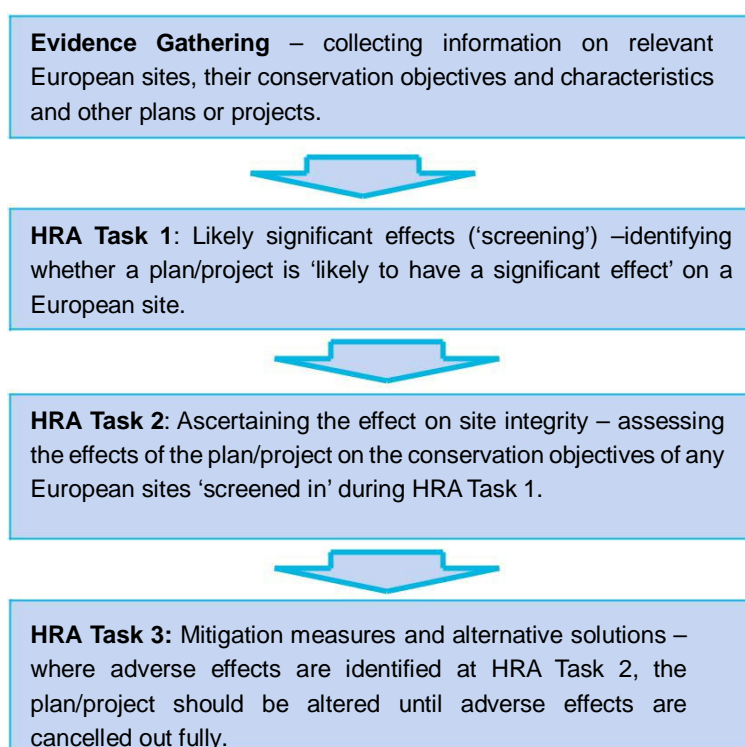 Evidence Gathering – collecting information on relevant
European sites, their conservation objectives and characteristics
and other plans or projects.
HRA Task 1: Likely significant effects (‘screening’) –identifying
whether a plan/project is ‘likely to have a significant effect’ on a
European site.
HRA Task 2: Ascertaining the effect on site integrity – assessing
the effects of the plan/project on the conservation objectives of any
European sites ‘screened in’ during HRA Task 1.
HRA Task 3: Mitigation measures and alternative solutions –
where adverse effects are identified at HRA Task 2, the
plan/project should be altered until adverse effects are
cancelled out fully.